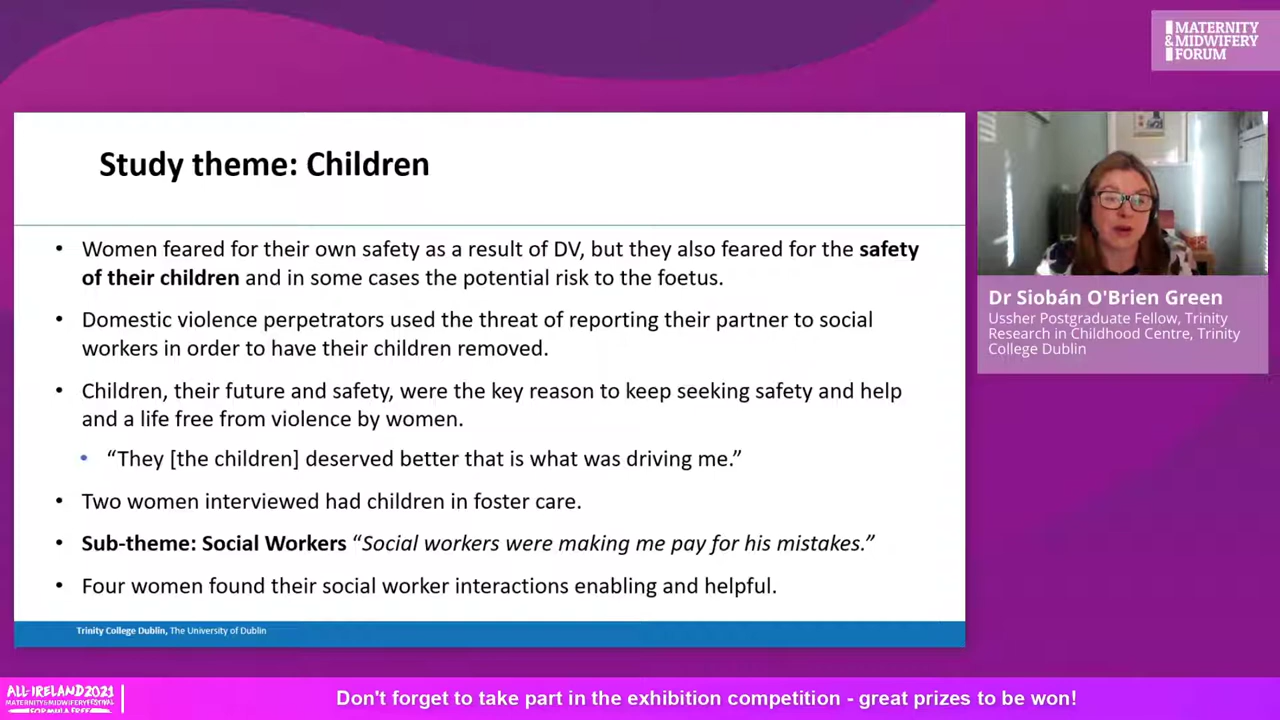 MATERNITY
& MIDWIFERY
FORUM
Study theme: Children
• Women feared for their own safety as a result of DV, but they also feared for the safety
of their children and in some cases the potential risk to the foetus.
• Domestic violence perpetrators used the threat of reporting their partner to social
workers in order to have their children removed.
• Children, their future and safety, were the key reason to keep seeking safety and help
and a life free from violence by women.
• “They [the children] deserved better that is what was driving me.”
• Two women interviewed had children in foster care.
• Sub-theme: Social Workers “Social workers were making me pay for his mistakes.”
• Four women found their social worker interactions enabling and helpful.
Trinity College Dublin, The University of Dublin
Dr Siobán O'Brien Green
Ussher Postgraduate Fellow, Trinity
Research in Childhood Centre, Trinity
College Dublin
ALL-IRELAND2021
MATERNITY&MIDWIFERY FESTIVAL
FORMULA FREE
Don't forget to take part in the exhibition competition - great prizes to be won!